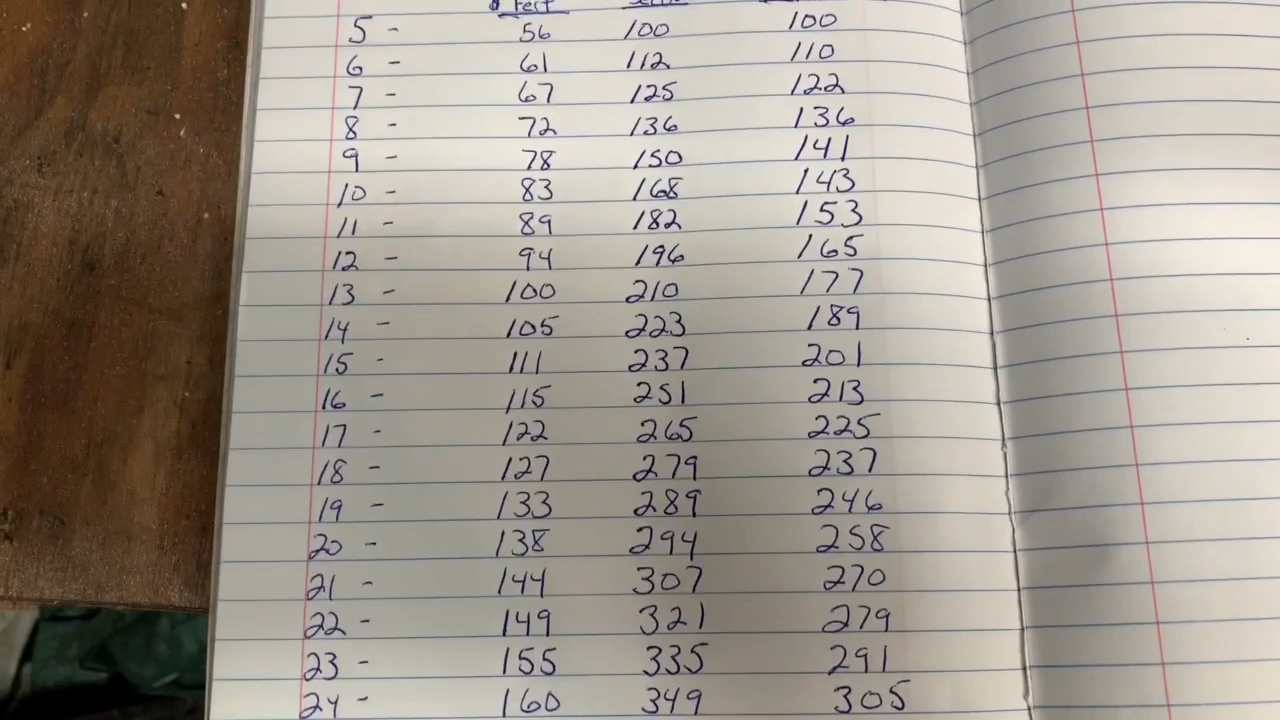 Test
5 - 56 100 100
6 - 61 112 110
7 - 67 125 122
8 - 72 136 136
9 - 78 150 141
10 - 83 168 143
11 - 89 182 153
12 - 94 196 165
13 - 100 210 177
14 - 105 223 189
15 - 111 237 201
16 - 115 251 213
17 - 122 265 225
18 - 127 279 237
19 - 133 289 246
20 - 138 294 258
21 - 144 307 270
22 - 149 321 279
23 - 155 335 291
24 - 160 349 305